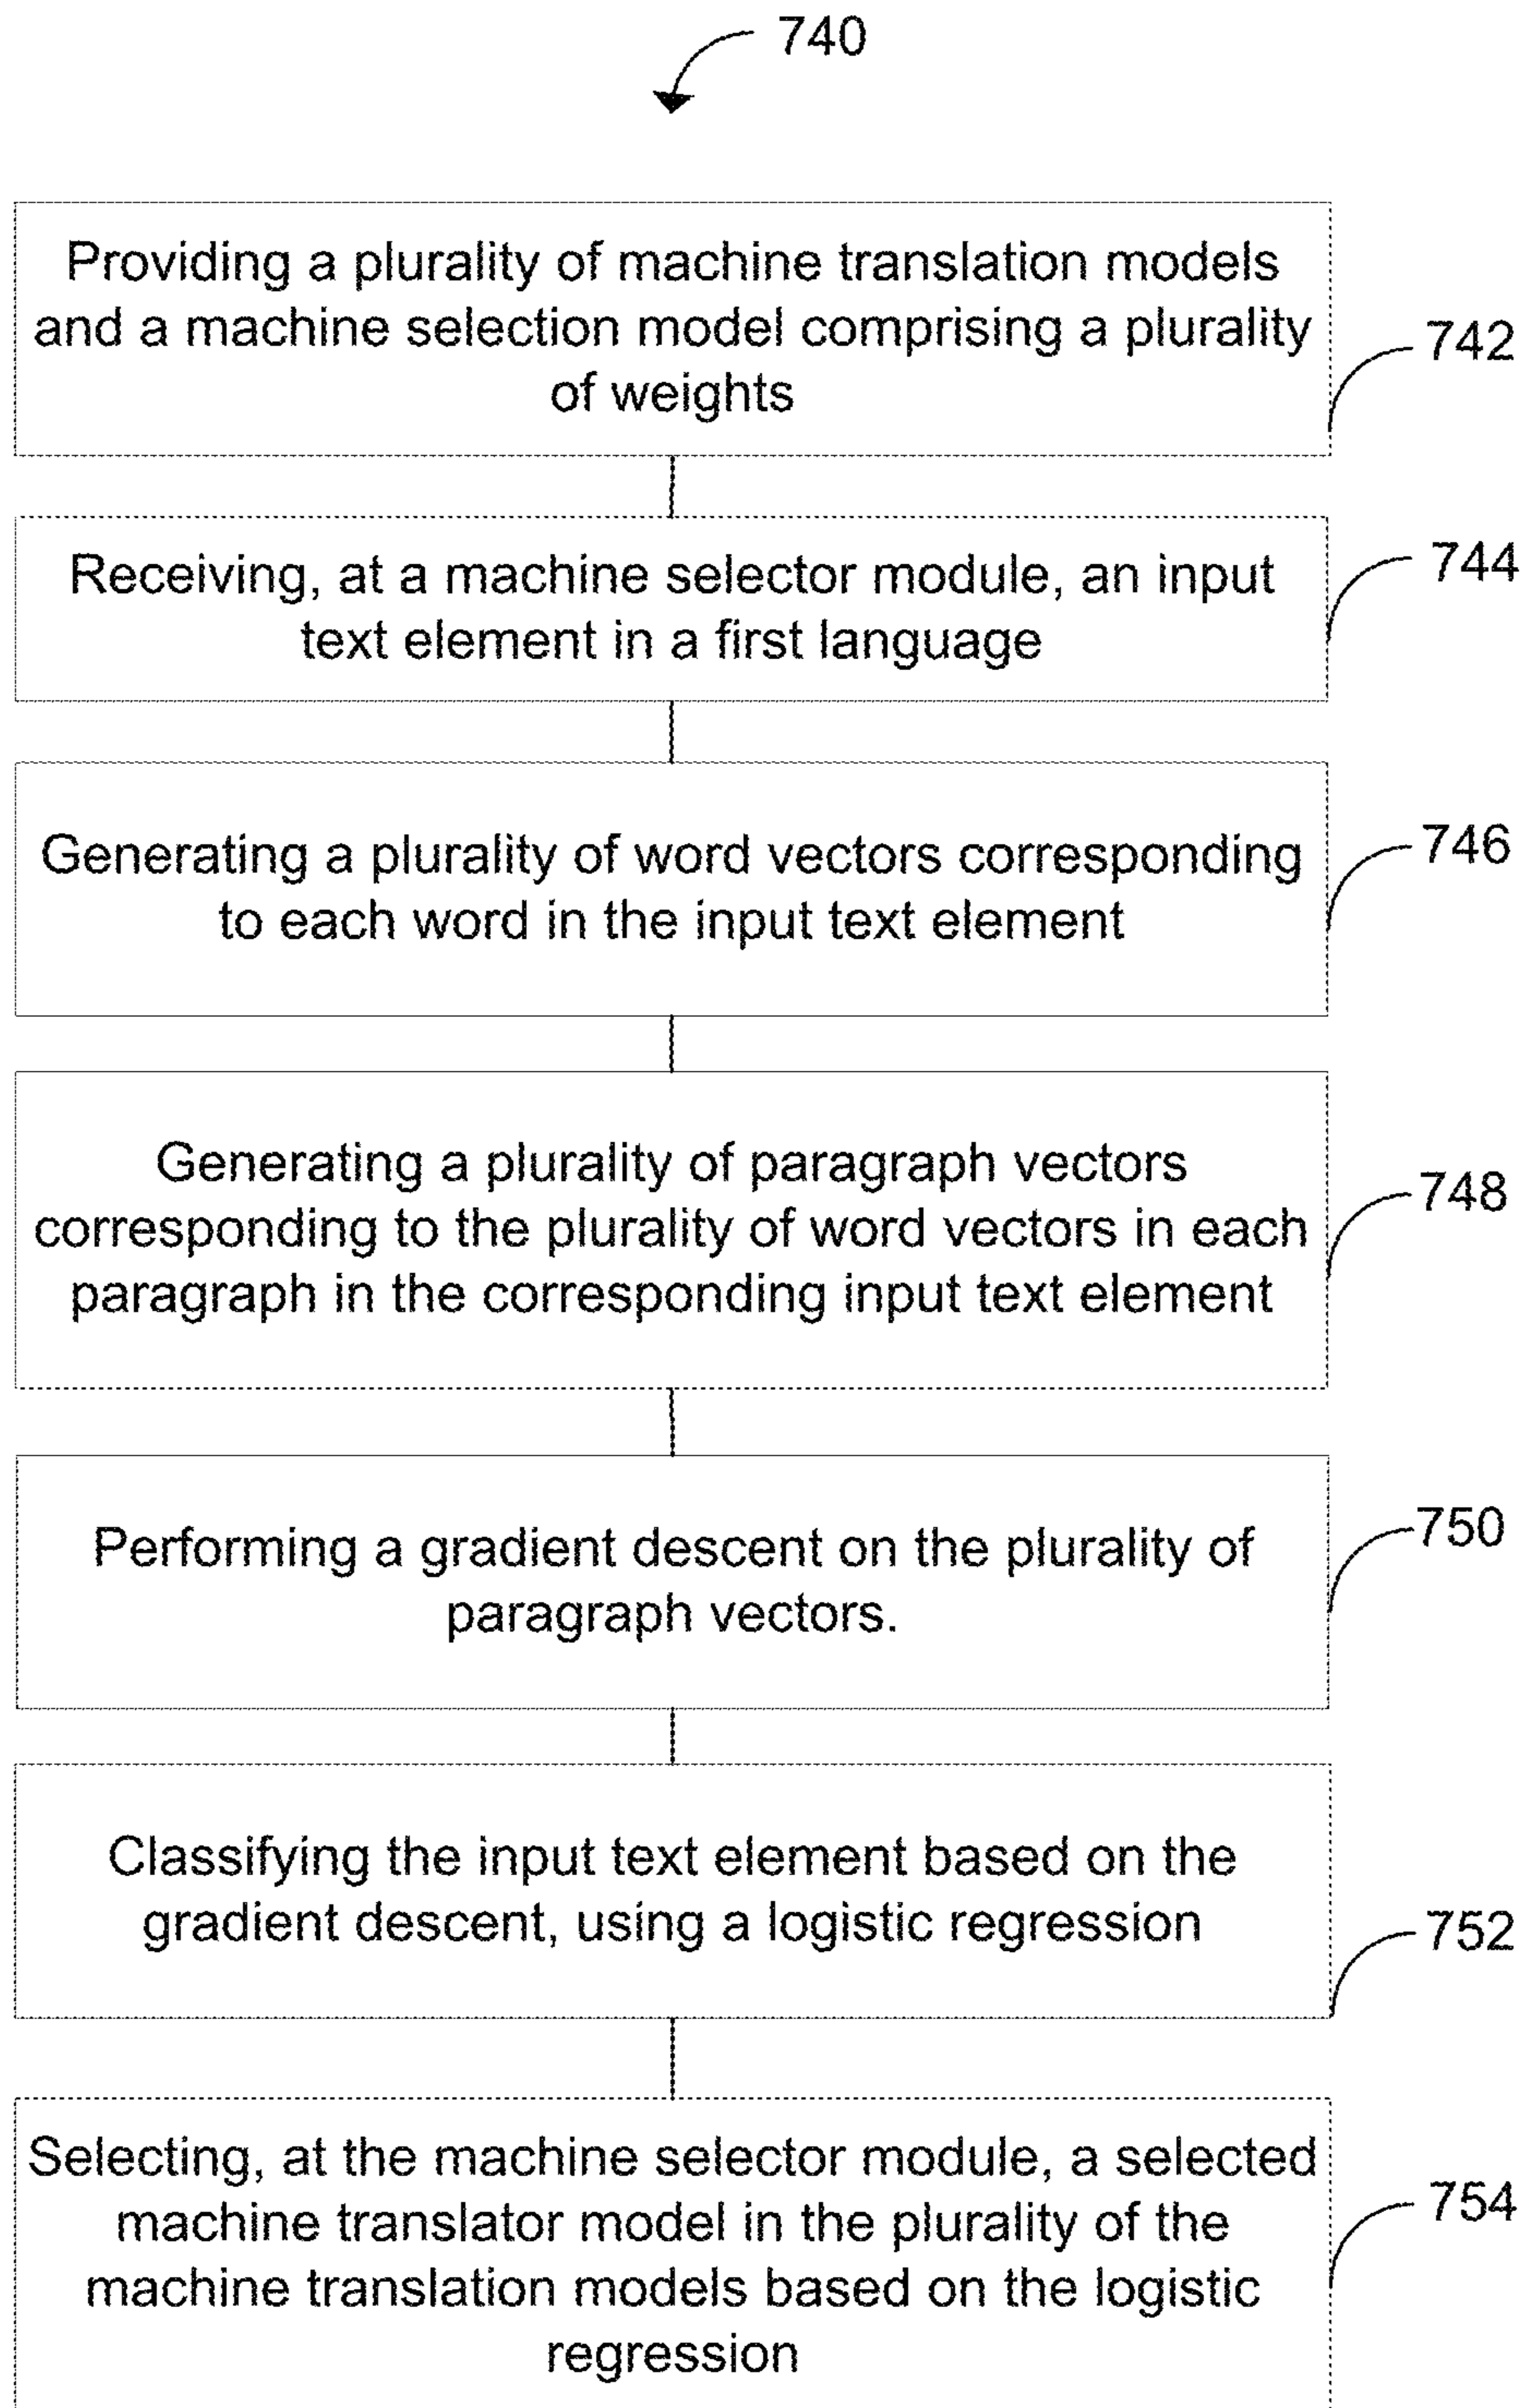 740
Providing a plurality of machine translation models
and a machine selection model comprising a plurality
of weights
742
Receiving, at a machine selector module, an input
text element in a first language
744
Generating a plurality of word vectors corresponding
to each word in the input text element
746
Generating a plurality of paragraph vectors
corresponding to the plurality of word vectors in each
paragraph in the corresponding input text element
748
Performing a gradient descent on the plurality of
paragraph vectors.
750
Classifying the input text element based on the
gradient descent, using a logistic regression
752
Selecting, at the machine selector module, a selected
machine translator model in the plurality of the
machine translation models based on the logistic
regression
754